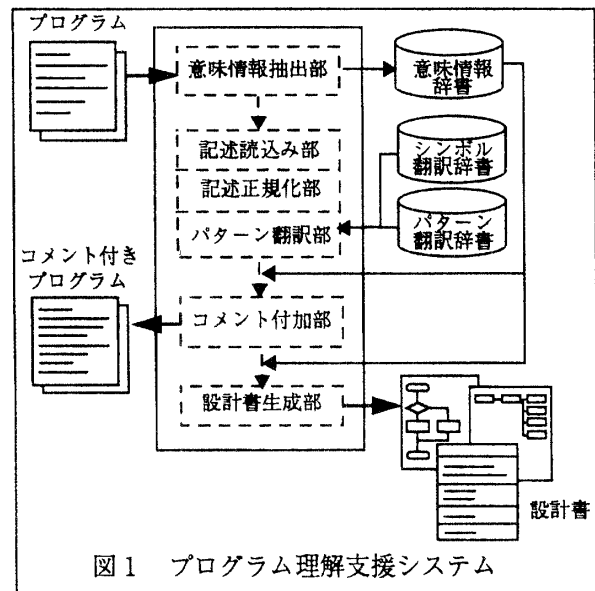 プログラム
意味情報抽出部
意味情報
辞書
記述読込み部
記述正規化部
パターン翻訳部
シンボル
翻訳辞書
パターン
翻訳辞書
コメント付き
プログラム
コメント付加部
設計書生成部
設計書
図1 プログラム理解支援システム